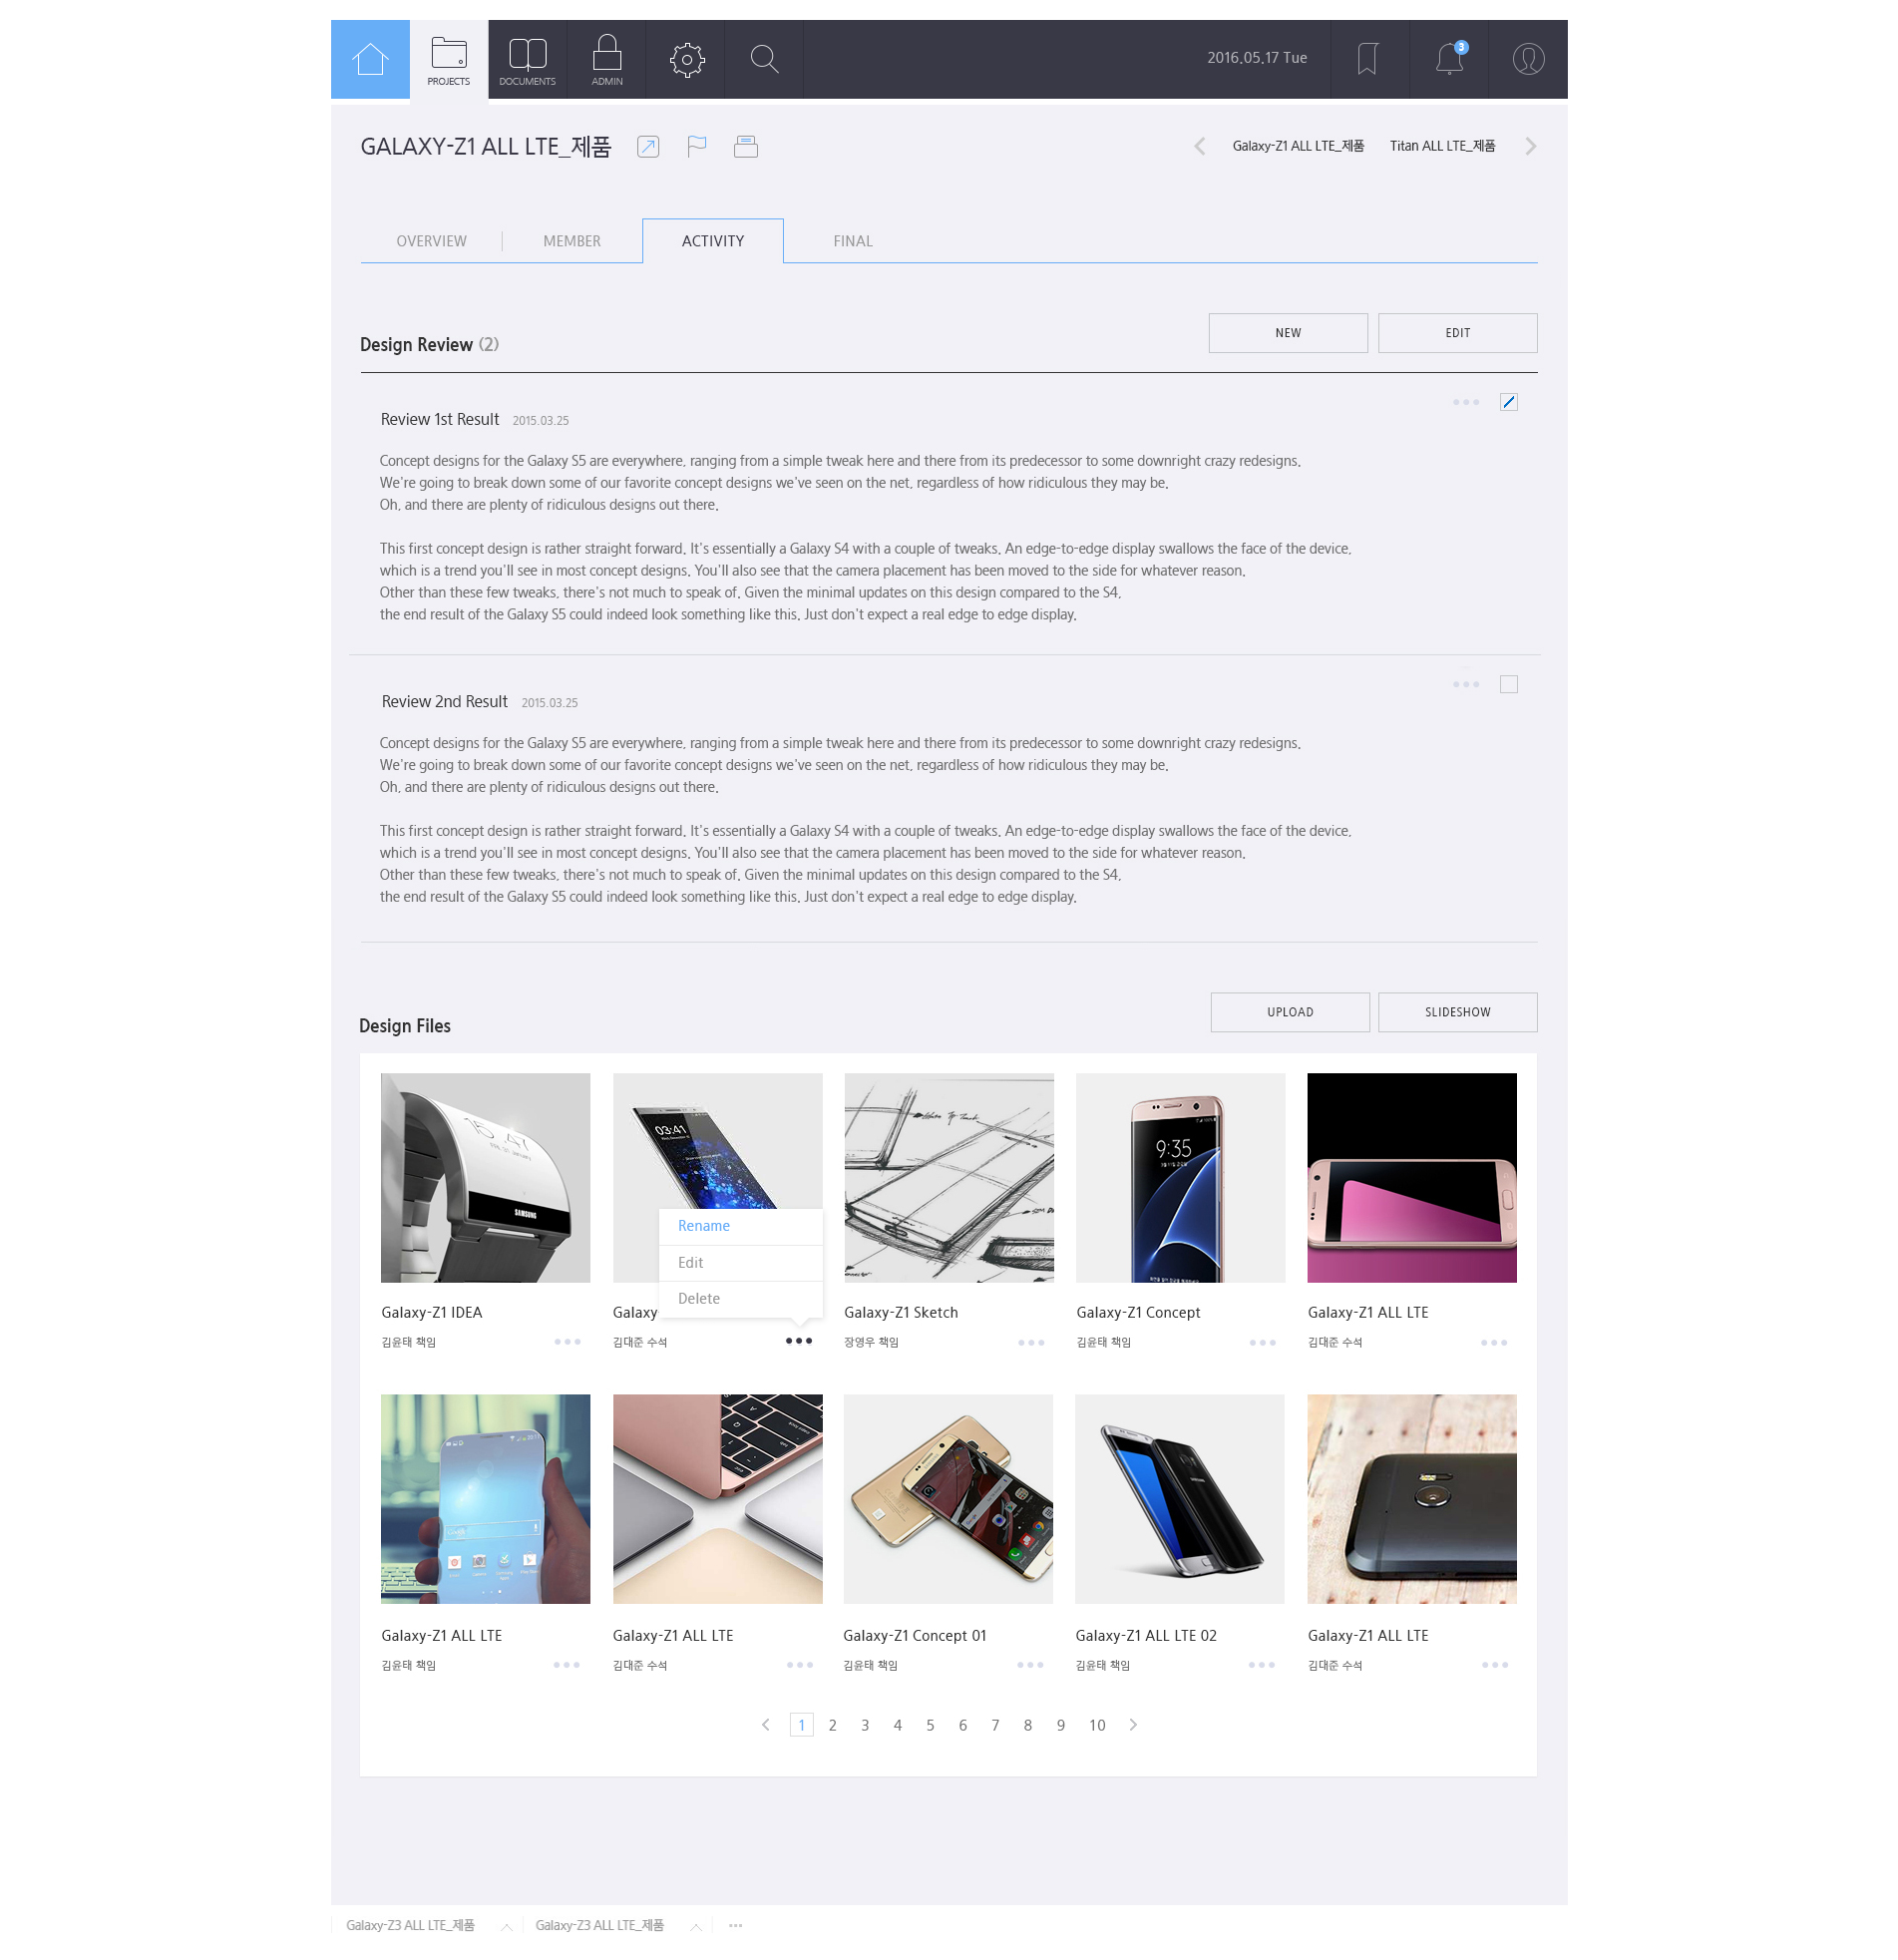 PROJECTS
DOCUMENTS
ADMIN
2016.05.17 Tue
3
GALAXY-Z1 ALL LTE_제품
Galaxy-Z1 ALL LTE_제품
Titan ALL LTE_제품
OVERVIEW
MEMBER
ACTIVITY
FINAL
Design Review (2)
NEW
EDIT
Review 1st Result 2015.03.25
Concept designs for the Galaxy S5 are everywhere, ranging from a simple tweak here and there from its predecessor to some downright crazy redesigns.
We're going to break down some of our favorite concept designs we've seen on the net, regardless of how ridiculous they may be.
Oh, and there are plenty of ridiculous designs out there.
This first concept design is rather straight forward. It's essentially a Galaxy S4 with a couple of tweaks. An edge-to-edge display swallows the face of the device,
which is a trend you'll see in most concept designs. You'll also see that the camera placement has been moved to the side for whatever reason.
Other than these few tweaks, there's not much to speak of. Given the minimal updates on this design compared to the S4,
the end result of the Galaxy S5 could indeed look something like this. Just don't expect a real edge to edge display.
Review 2nd Result 2015.03.25
Concept designs for the Galaxy S5 are everywhere, ranging from a simple tweak here and there from its predecessor to some downright crazy redesigns.
We're going to break down some of our favorite concept designs we've seen on the net, regardless of how ridiculous they may be.
Oh, and there are plenty of ridiculous designs out there.
This first concept design is rather straight forward. It's essentially a Galaxy S4 with a couple of tweaks. An edge-to-edge display swallows the face of the device,
which is a trend you'll see in most concept designs. You'll also see that the camera placement has been moved to the side for whatever reason.
Other than these few tweaks, there's not much to speak of. Given the minimal updates on this design compared to the S4,
the end result of the Galaxy S5 could indeed look something like this. Just don't expect a real edge to edge display.
Design Files
UPLOAD
SLIDESHOW
15:47
SAMSUNG
03:41
9:35
Rename
Edit
Delete
Galaxy-Z1 IDEA
김윤태 책임
Galaxy-
김대준 수석
Galaxy-Z1 Sketch
장영우 책임
Galaxy-Z1 Concept
김윤태 책임
Galaxy-Z1 ALL LTE
김대준 수석
Google
Galaxy-Z1 ALL LTE
김윤태 책임
Galaxy-Z1 ALL LTE
김대준 수석
Galaxy-Z1 Concept 01
김윤태 책임
Galaxy-Z1 ALL LTE 02
김윤태 책임
Galaxy-Z1 ALL LTE
김대준 수석
1 2 3 4 5 6 7 8 9 10
Galaxy-Z3 ALL LTE_제품
Galaxy-Z3 ALL LTE_제품